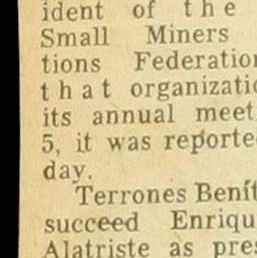 ident of the
Small Miners
tions Federatio
that organizatio
its annual meet
5, it was reporte
day.
Terrones Benít
succeed Enriqu
Alatriste as pres